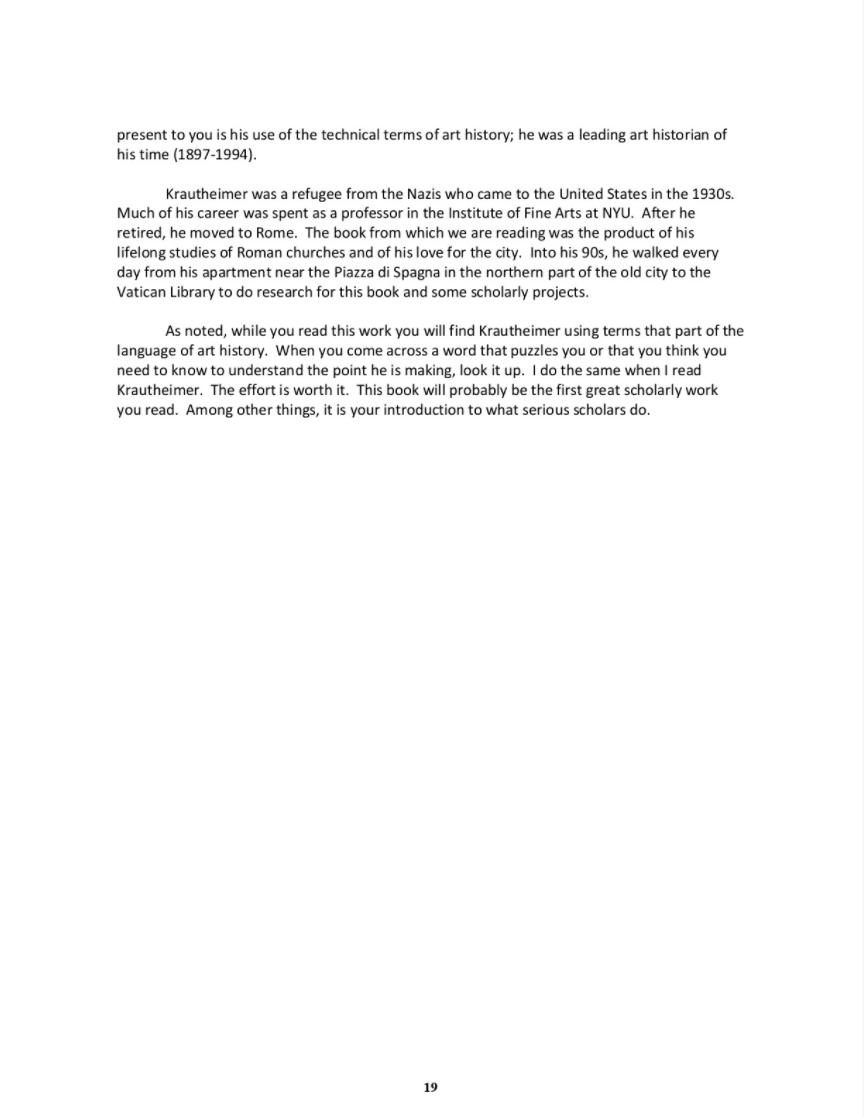 present to you is his use of the technical terms of art history; he was a leading art historian of
his time (1897-1994).
Krautheimer was a refugee from the Nazis who came to the United States in the 1930s.
Much of his career was spent as a professor in the Institute of Fine Arts at NYU.  After he
retired, he moved to Rome.  The book from which we are reading was the product of his
lifelong studies of Roman churches and of his love for the city.  Into his 90s, he walked every
day from his apartment near the Piazza di Spagna in the northern part of the old city to the
Vatican Library to do research for this book and some scholarly projects.
As noted, while you read this work you will find Krautheimer using terms that part of the
language of art history.  When you come across a word that puzzles you or that you think you
need to know to understand the point he is making, look it up.  I do the same when I read
Krautheimer.  The effort is worth it.  This book will probably be the first great scholarly work
you read.  Among other things, it is your introduction to what serious scholars do.
19